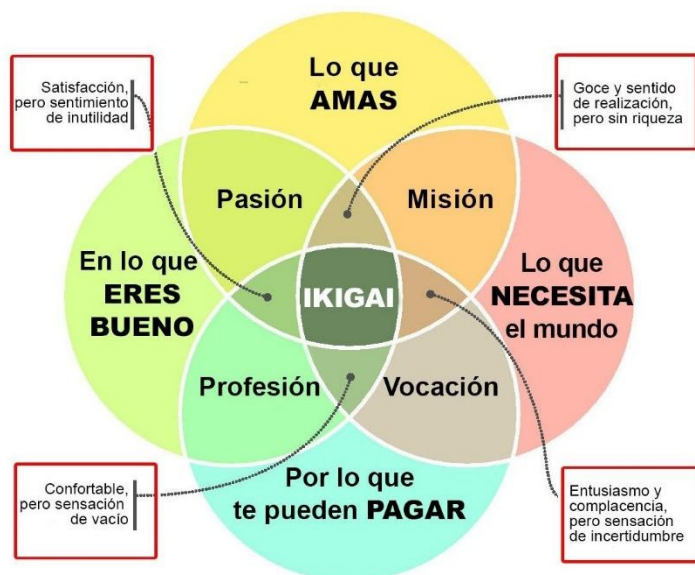 Lo que
AMAS
Satisfacción,
pero sentimiento
de inutilidad
Goce y sentido
de realización,
pero sin riqueza
Pasión
Misión
En lo que
ERES
BUENO
IKIGAI
Lo que
NECESITA
el mundo
Profesión
Vocación
Confortable,
pero sensación
de vacío
Por lo que
te pueden PAGAR
Entusiasmo y
complacencia,
pero sensación
de incertidumbre